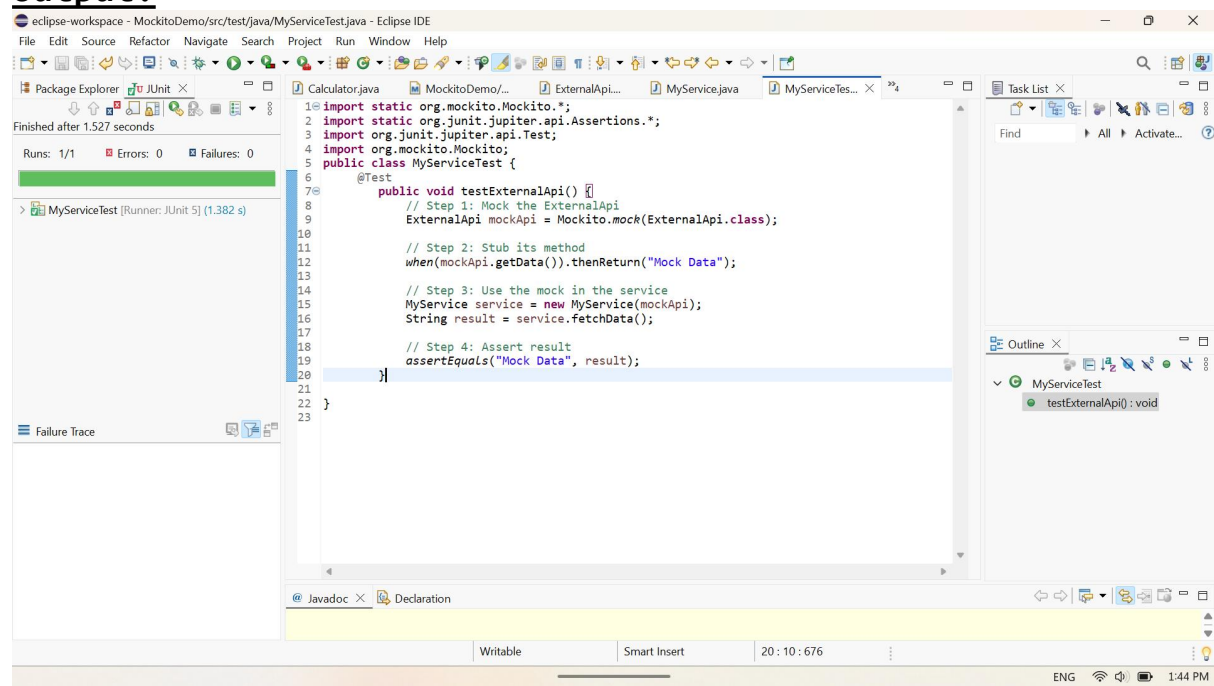 output:
eclipse-workspace - MockitoDemo/src/test/java/MyServiceTest.java - Eclipse IDE
File Edit Source Refactor Navigate Search Project Run Window Help
Package Explorer JUnit
Finished after 1.527 seconds
Runs: 1/1 Errors: 0 Failures: 0
MyServiceTest [Runner: JUnit 5] (1.382 s)
Failure Trace
Calculator.java MockitoDemo/... ExternalApi.... MyService.java MyServiceTes... 4
1 import static org.mockito.Mockito.*;
2 import static org.junit.jupiter.api.Assertions.*;
3 import org.junit.jupiter.api.Test;
4 import org.mockito.Mockito;
5 public class MyServiceTest {
6 @Test
7 public void testExternalApi() {
8 // Step 1: Mock the ExternalApi
9 ExternalApi mockApi = Mockito.mock(ExternalApi.class);
10
11 // Step 2: Stub its method
12 when(mockApi.getData()).thenReturn("Mock Data");
13
14 // Step 3: Use the mock in the service
15 MyService service = new MyService(mockApi);
16 String result = service.fetchData();
17
18 // Step 4: Assert result
19 assertEquals("Mock Data", result);
20 }
21
22 }
23
Task List
Find All Activate...
Outline
MyServiceTest
testExternalApi() : void
@ Javadoc Declaration
Writable Smart Insert 20 : 10 : 676
ENG 1:44 PM